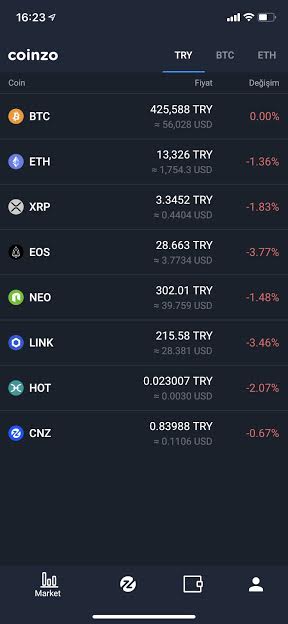 16:23
coinzo
TRY BTC ETH
Coin Fiyat Değişim
BTC 425,588 TRY 0.00%
≈ 56,028 USD
ETH 13,326 TRY -1.36%
≈ 1,754.3 USD
XRP 3.3452 TRY -1.83%
≈ 0.4404 USD
EOS 28.663 TRY -3.77%
≈ 3.7734 USD
NEO 302.01 TRY -1.48%
≈ 39.759 USD
LINK 215.58 TRY -3.46%
≈ 28.381 USD
HOT 0.023007 TRY -2.07%
≈ 0.0030 USD
CNZ 0.83988 TRY -0.67%
≈ 0.1106 USD
Market